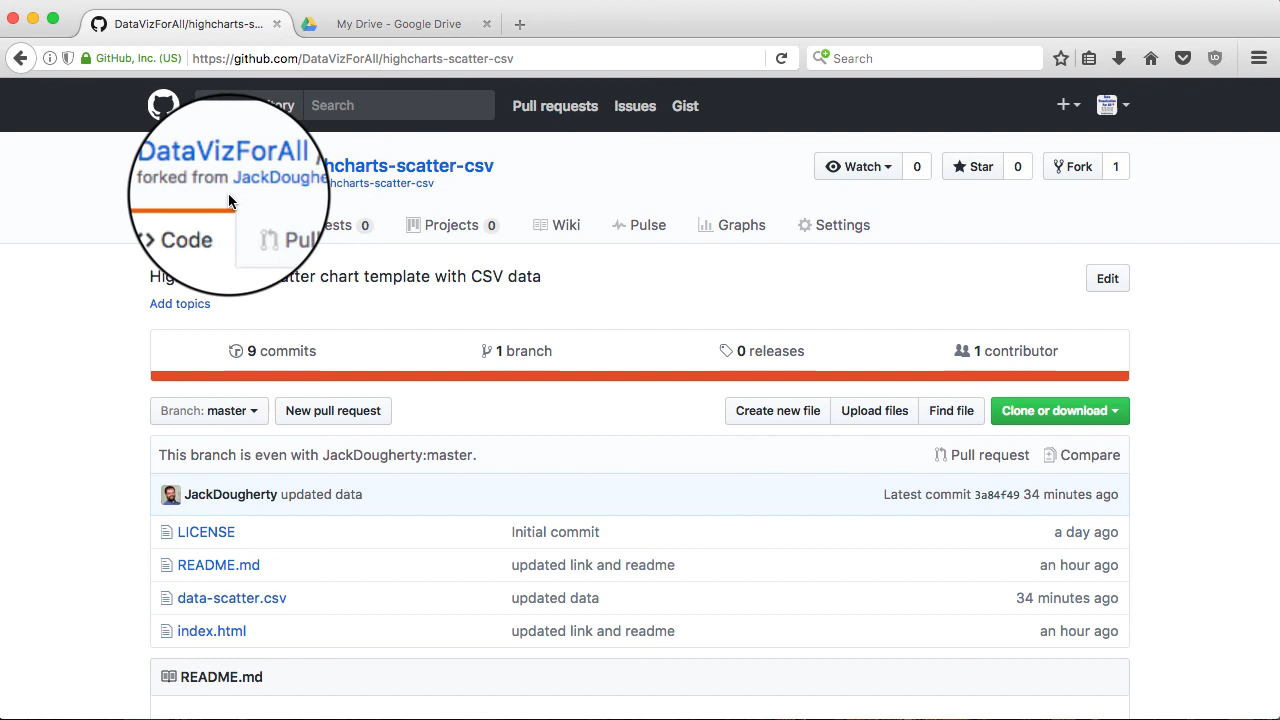 DataVizForAll/highcharts-s...
My Drive - Google Drive
GitHub, Inc. (US)
https://github.com/DataVizForAll/highcharts-scatter-csv
Search
Search
Pull requests
Issues
Gist
DataVizForAll
hcharts-scatter-csv
forked from JackDoughe
hcharts-scatter-csv
Watch 0
Star 0
Fork 1
Code
Pul
ests 0
Projects 0
Wiki
Pulse
Graphs
Settings
tter chart template with CSV data
Edit
Add topics
9 commits
1 branch
0 releases
1 contributor
Branch: master
New pull request
Create new file
Upload files
Find file
Clone or download
This branch is even with JackDougherty:master.
Pull request
Compare
JackDougherty updated data
Latest commit 3a84f49 34 minutes ago
LICENSE
Initial commit
a day ago
README.md
updated link and readme
an hour ago
data-scatter.csv
updated data
34 minutes ago
index.html
updated link and readme
an hour ago
README.md